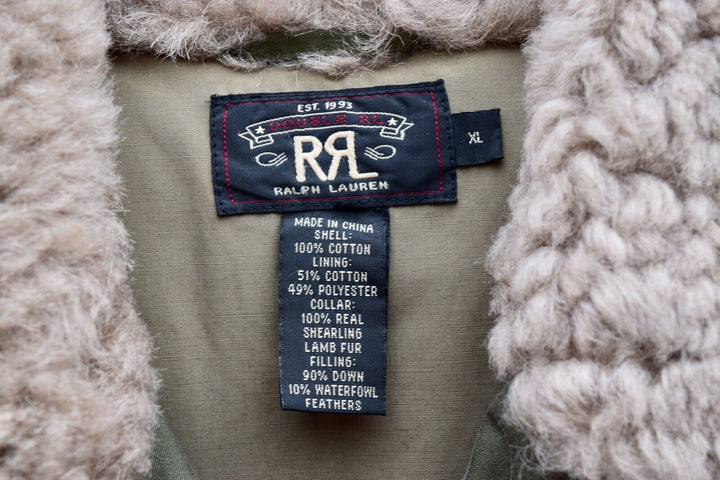 EST. 1993
DOUBLE RL
RRL
RALPH LAUREN
XL
MADE IN CHINA
SHELL:
100% COTTON
LINING:
51% COTTON
49% POLYESTER
COLLAR:
100% REAL
SHEARLING
LAMB FUR
FILLING:
90% DOWN
10% WATERFOWL
FEATHERS